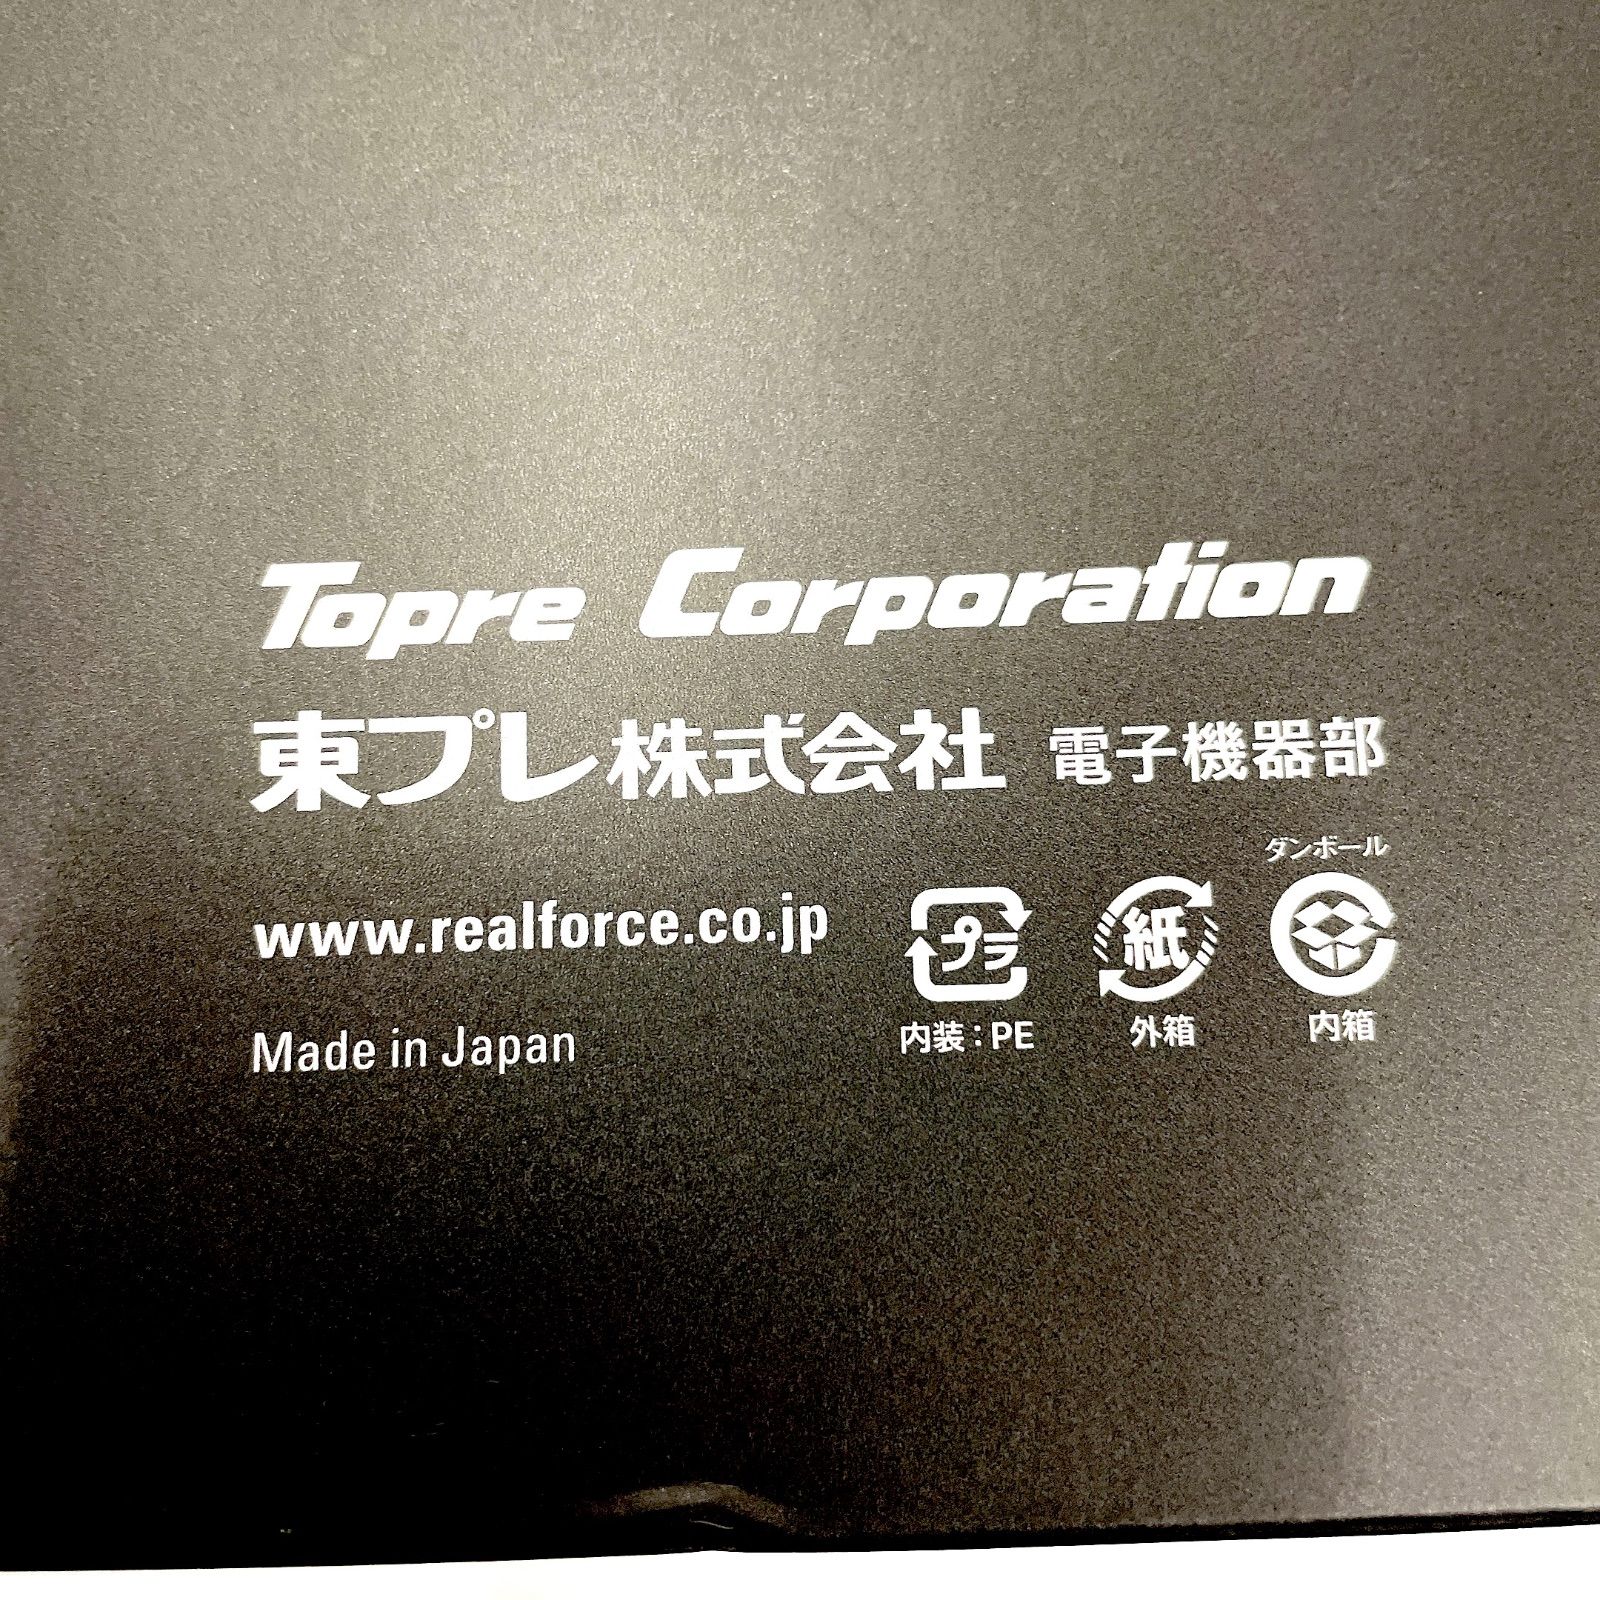 Topre Corporation
東プレ株式会社 電子機器部
www.realforce.co.jp
Made in Japan
プラ
内装：PE
紙
外箱
ダンボール
内箱